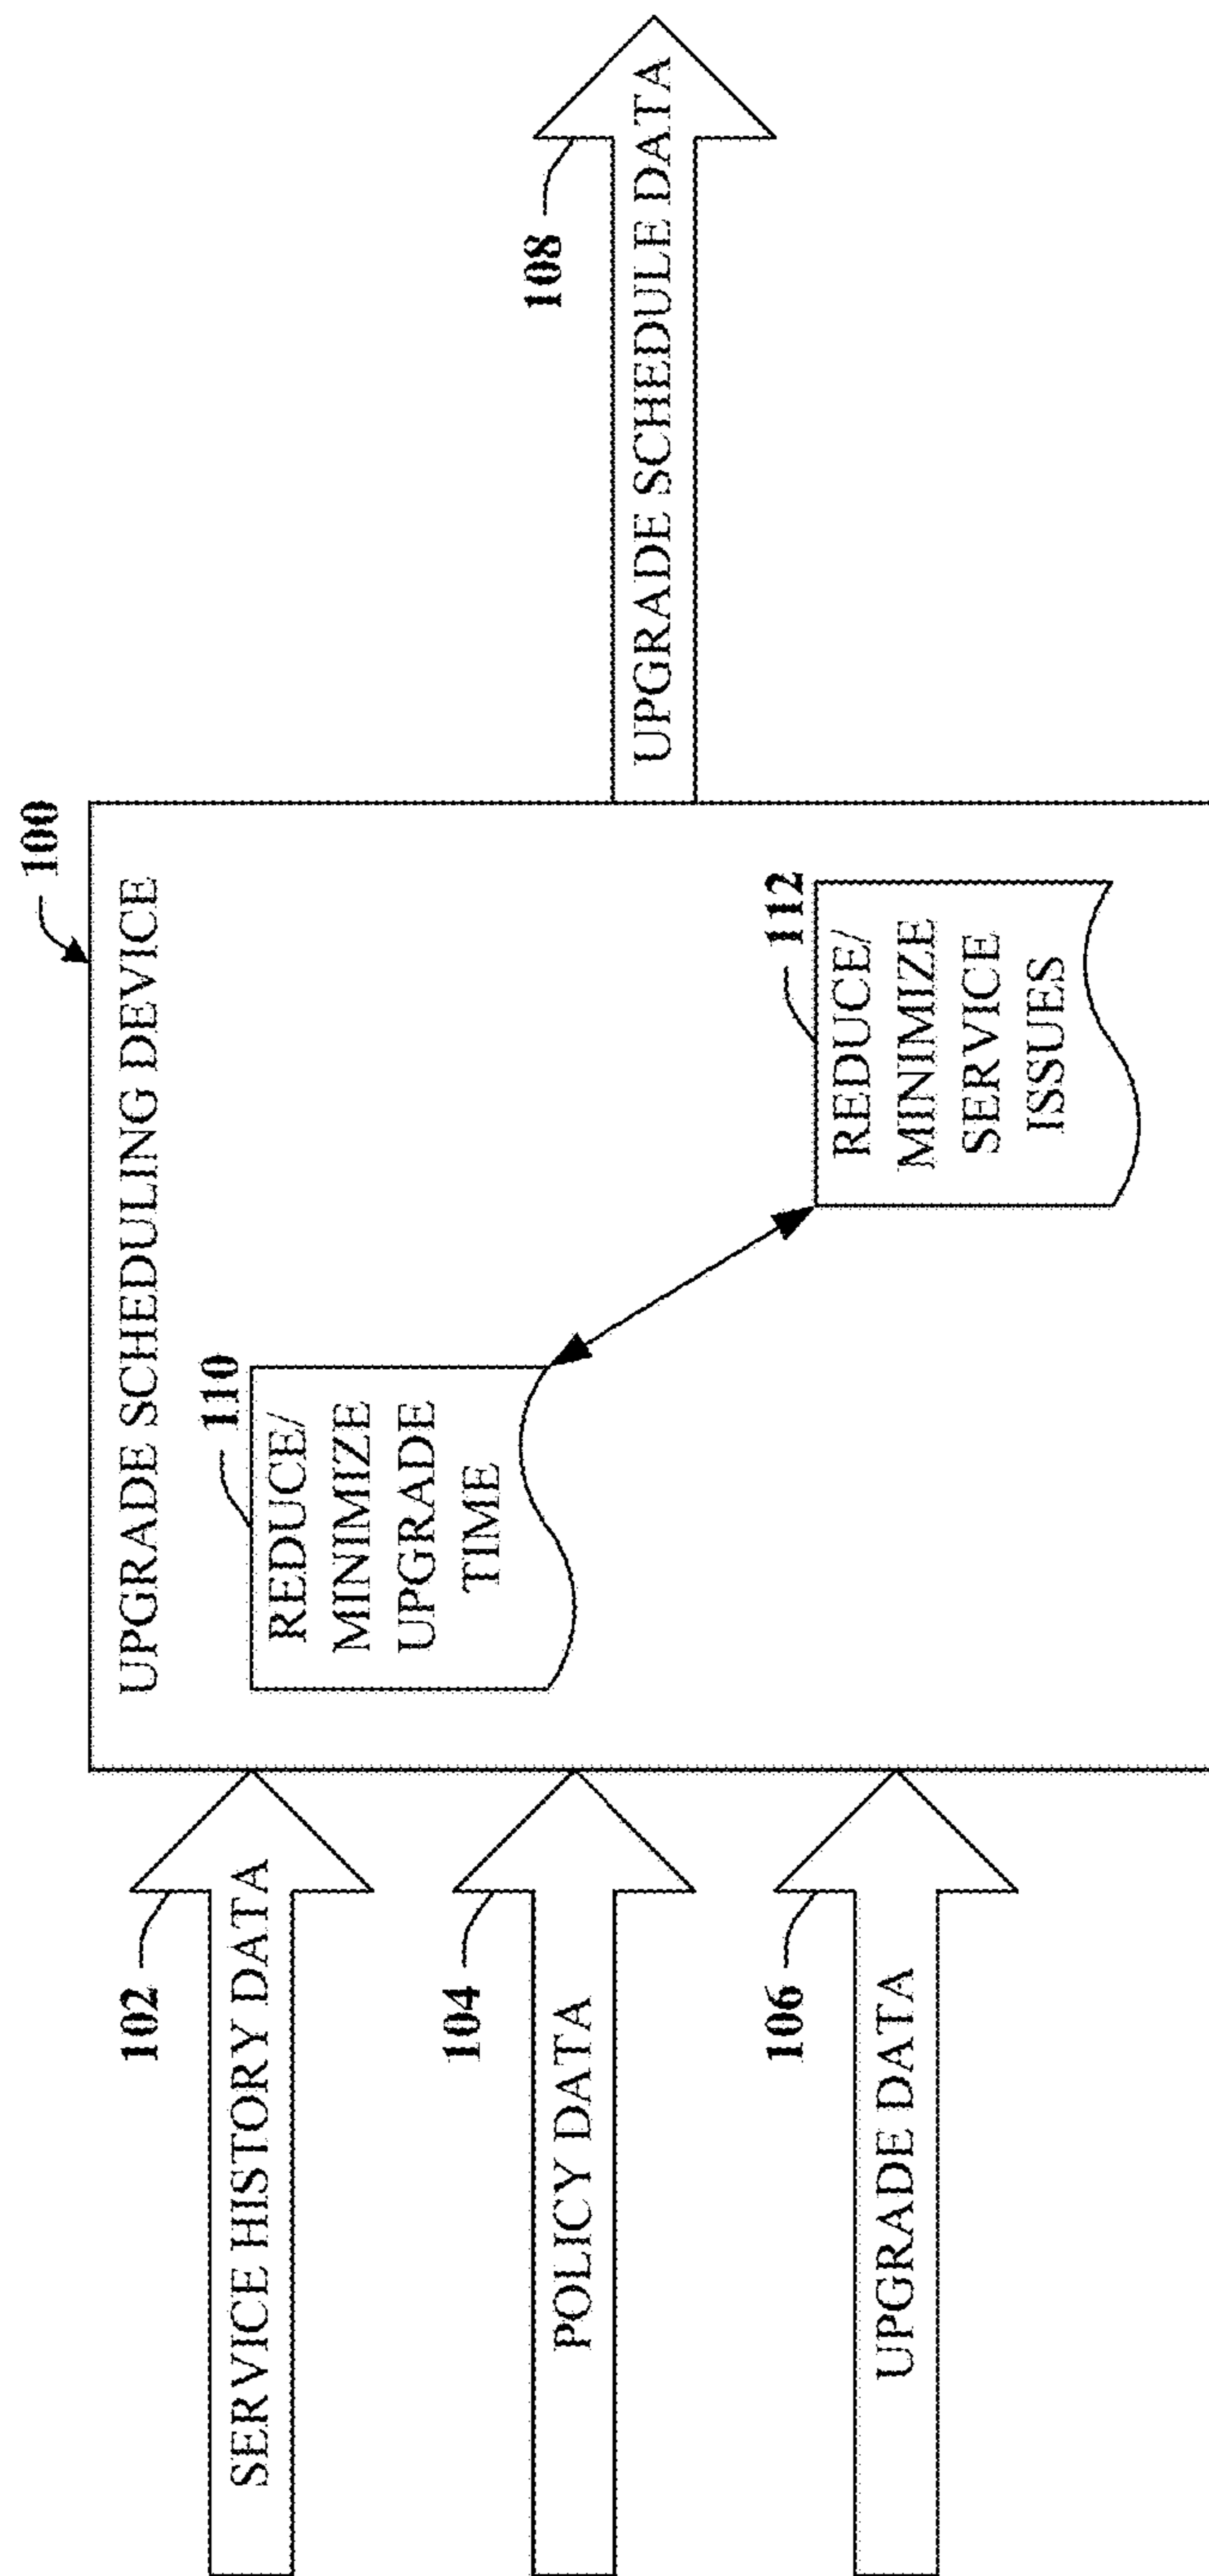 100
UPGRADE SCHEDULING DEVICE
102
SERVICE HISTORY DATA
104
POLICY DATA
106
UPGRADE DATA
110
REDUCE/
MINIMIZE
UPGRADE
TIME
112
REDUCE/
MINIMIZE
SERVICE
ISSUES
108
UPGRADE SCHEDULE DATA